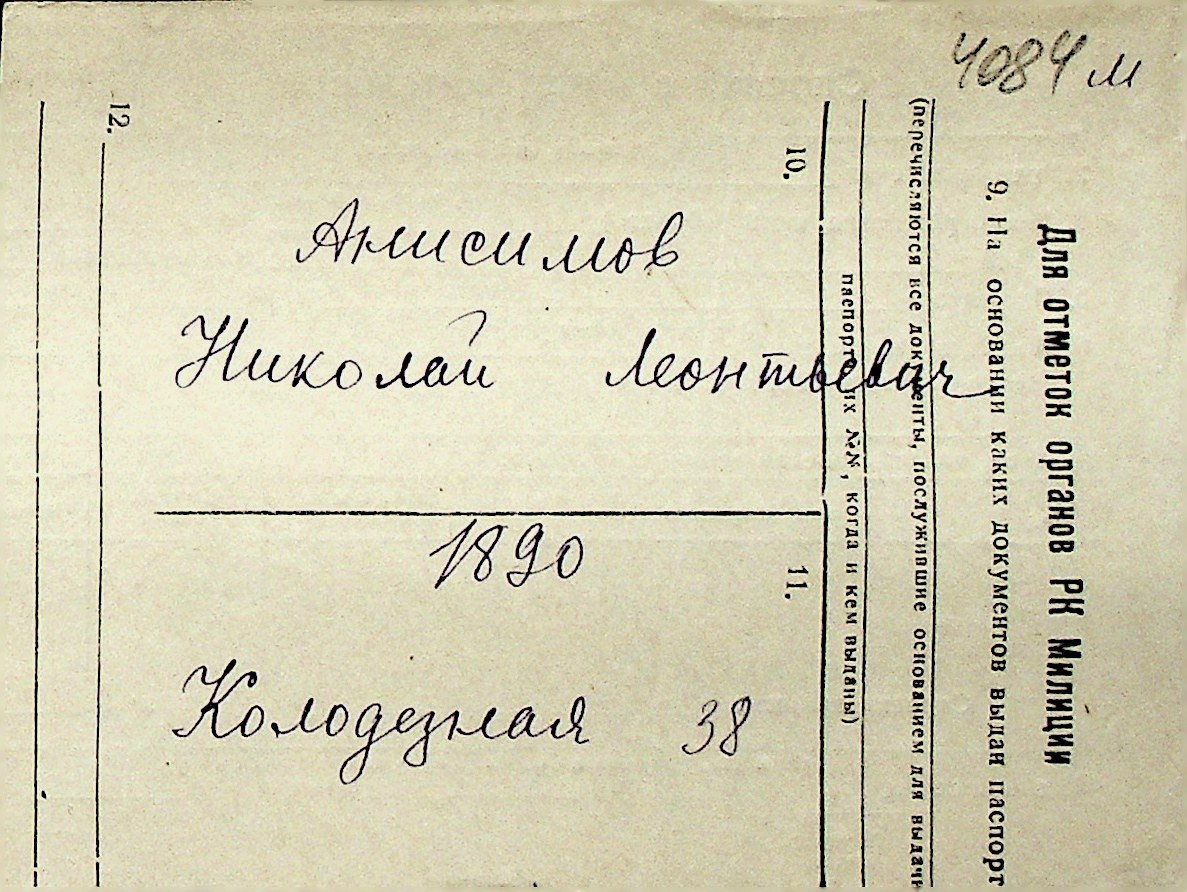 4084 м
Анисимов
Николай Леонтьевич
1890
Колодезная 38
Для отметок органов РК Милиции
9. На основании каких документов выдан паспорт
(перечисляются все документы, послужившие основанием для выдачи
паспорта их №№, когда и кем выданы)
10.
11.
12.